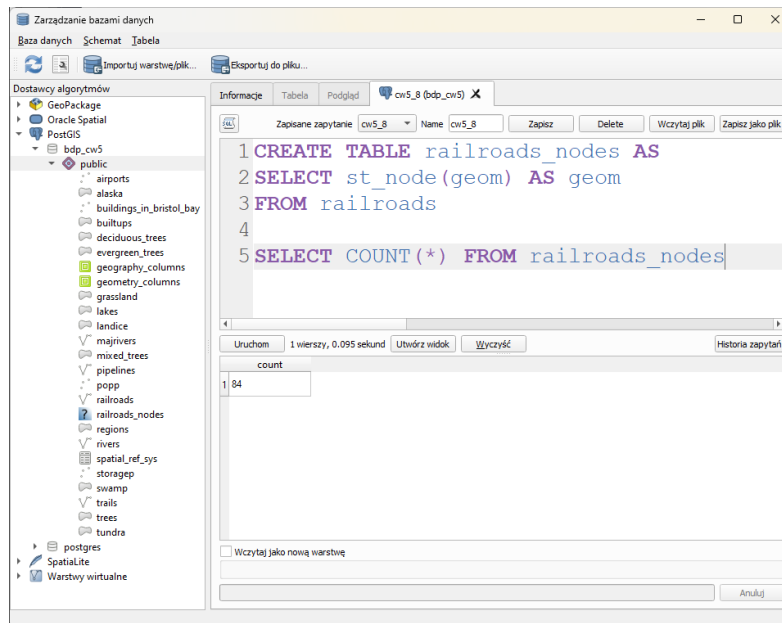 Zarządzanie bazami danych
Baza danych Schemat Tabela
Importuj warstwę/plik... Eksportuj do pliku...
Dostawcy algorytmów
GeoPackage
Oracle Spatial
PostGIS
bdp_cw5
public
airports
alaska
buildings_in_bristol_bay
builtups
deciduous_trees
evergreen_trees
geography_columns
geometry_columns
grassland
lakes
landice
majrivers
mixed_trees
pipelines
popp
railroads
railroads_nodes
regions
rivers
spatial_ref_sys
storagep
swamp
trails
trees
tundra
postgres
SpatiaLite
Warstwy wirtualne
Informacje Tabela Podgląd cw5_8 (bdp_cw5) X
Zapisane zapytanie cw5_8 Name cw5_8 Zapisz Delete Wczytaj plik Zapisz jako plik
1 CREATE TABLE railroads_nodes AS
2 SELECT st_node(geom) AS geom
3 FROM railroads
4
5 SELECT COUNT(*) FROM railroads_nodes
Uruchom 1 wierszy, 0.095 sekund Utwórz widok Wyczyść Historia zapytań
count
1 84
Wczytaj jako nową warstwę
Anuluj